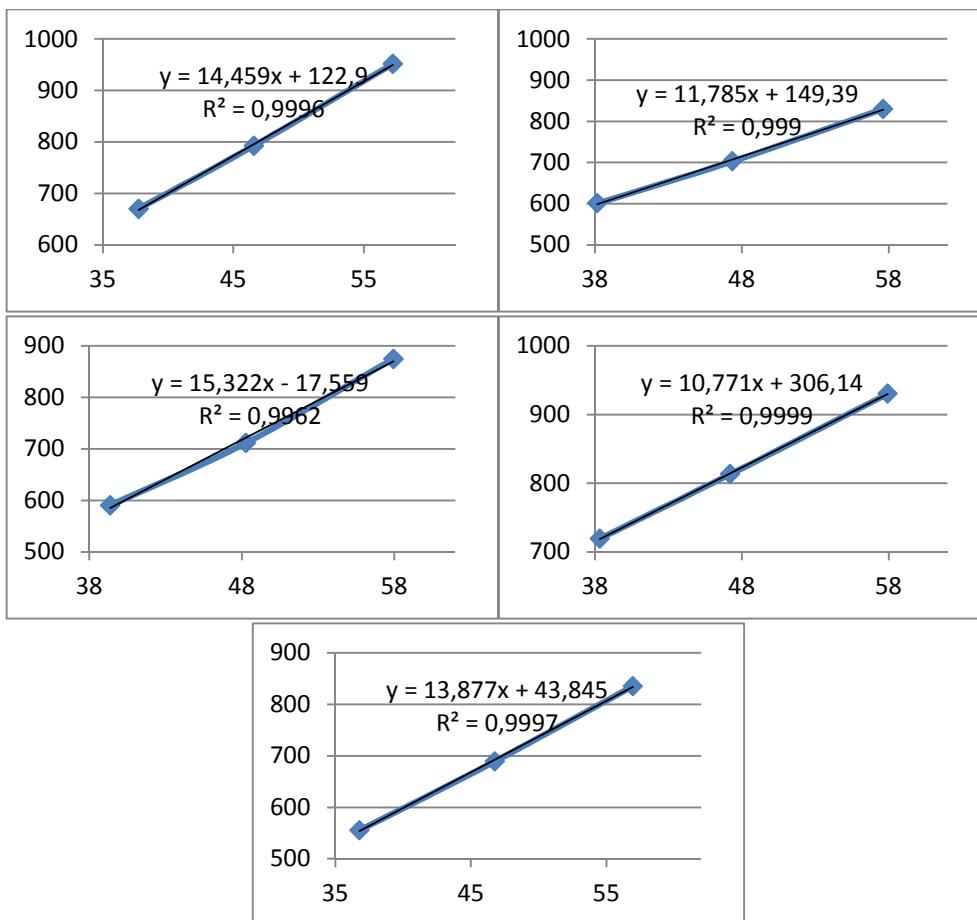 1000
900
800
700
600
35 45 55
y = 14,459x + 122,9
R² = 0,9996
1000
900
800
700
600
500
38 48 58
y = 11,785x + 149,39
R² = 0,999
900
800
700
600
500
38 48 58
y = 15,322x - 17,559
R² = 0,9962
1000
900
800
700
38 48 58
y = 10,771x + 306,14
R² = 0,9999
900
800
700
600
500
35 45 55
y = 13,877x + 43,845
R² = 0,9997